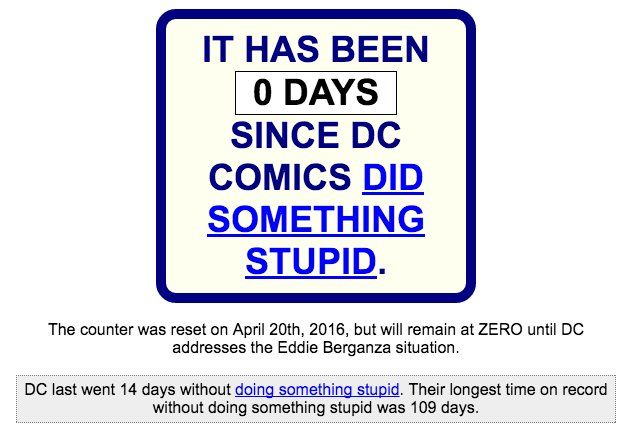 IT HAS BEEN
0 DAYS
SINCE DC
COMICS DID
SOMETHING
STUPID.
The counter was reset on April 20th, 2016, but will remain at ZERO until DC
addresses the Eddie Berganza situation.
DC last went 14 days without doing something stupid. Their longest time on record
without doing something stupid was 109 days.